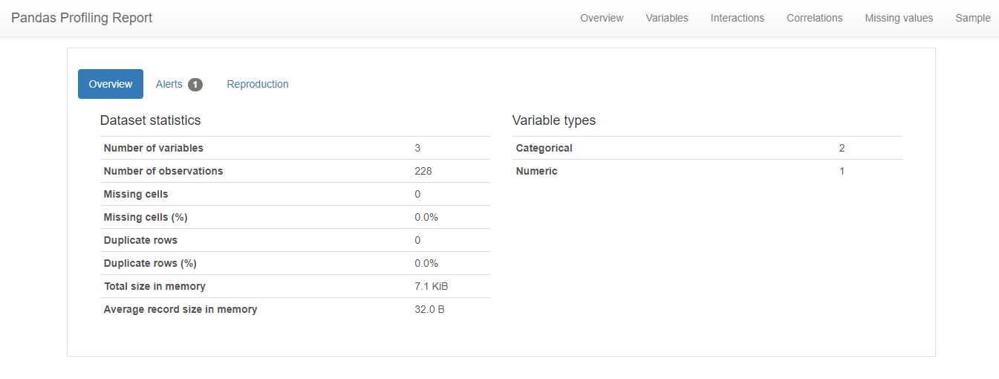 Pandas Profiling Report Overview Variables Interactions Correlations Missing values Sample
Overview Alerts 1 Reproduction
Dataset statistics
Number of variables 3
Number of observations 228
Missing cells 0
Missing cells (%) 0.0%
Duplicate rows 0
Duplicate rows (%) 0.0%
Total size in memory 7.1 KiB
Average record size in memory 32.0 B
Variable types
Categorical 2
Numeric 1